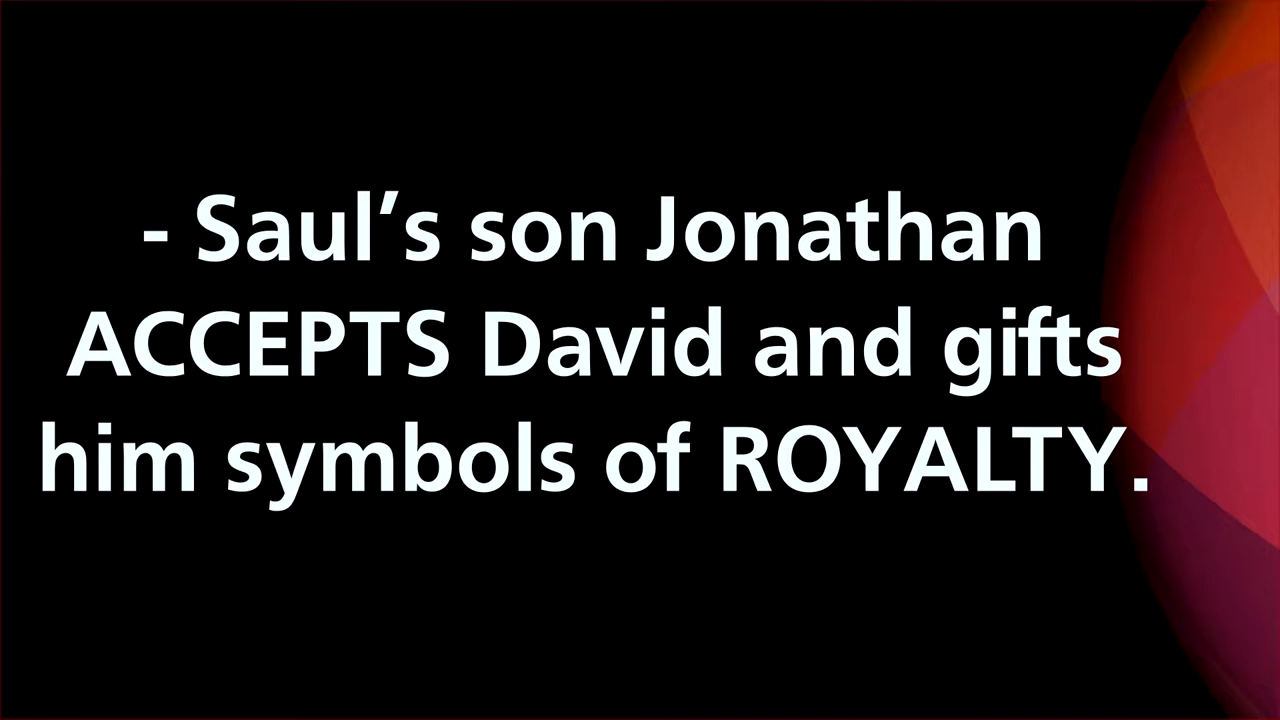 - Saul’s son Jonathan
ACCEPTS David and gifts
him symbols of ROYALTY.